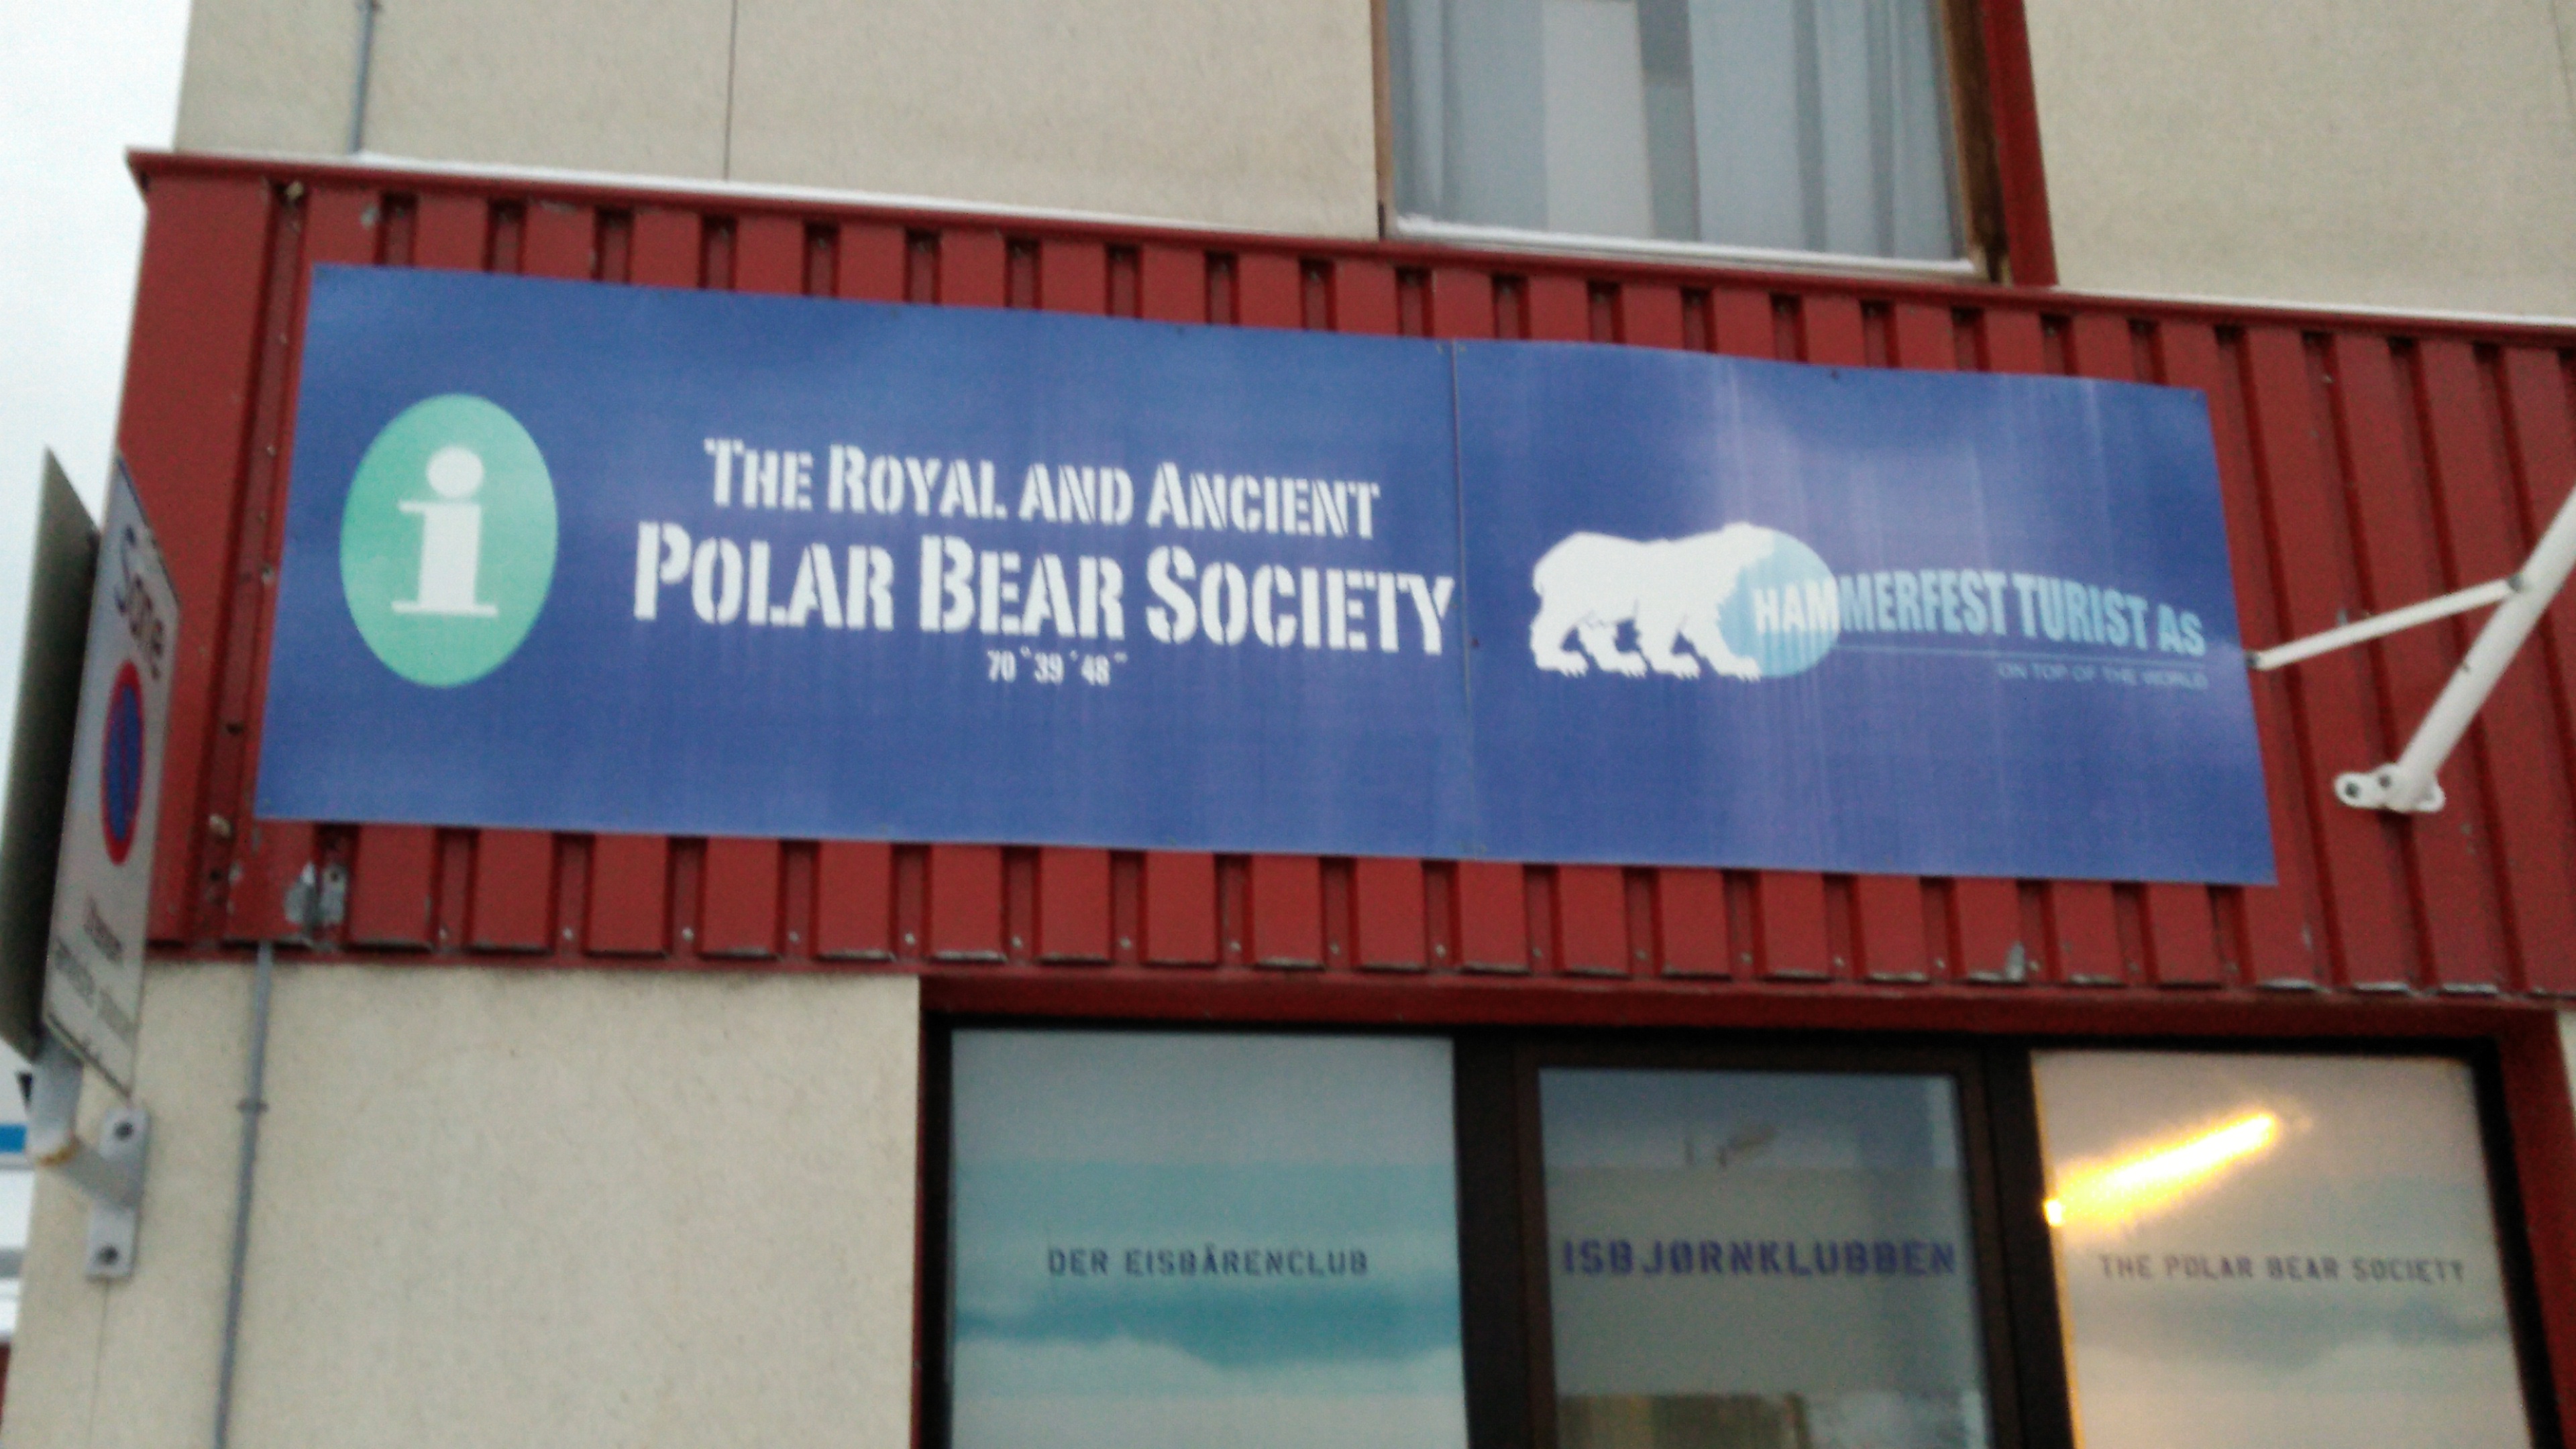 i
THE ROYAL AND ANCIENT
POLAR BEAR SOCIETY
70°39'48"
HAMMERFEST TURIST AS
ON TOP OF THE WORLD
Sone
DER EISBÄRENCLUB
ISBJØRNKLUBBEN
THE POLAR BEAR SOCIETY